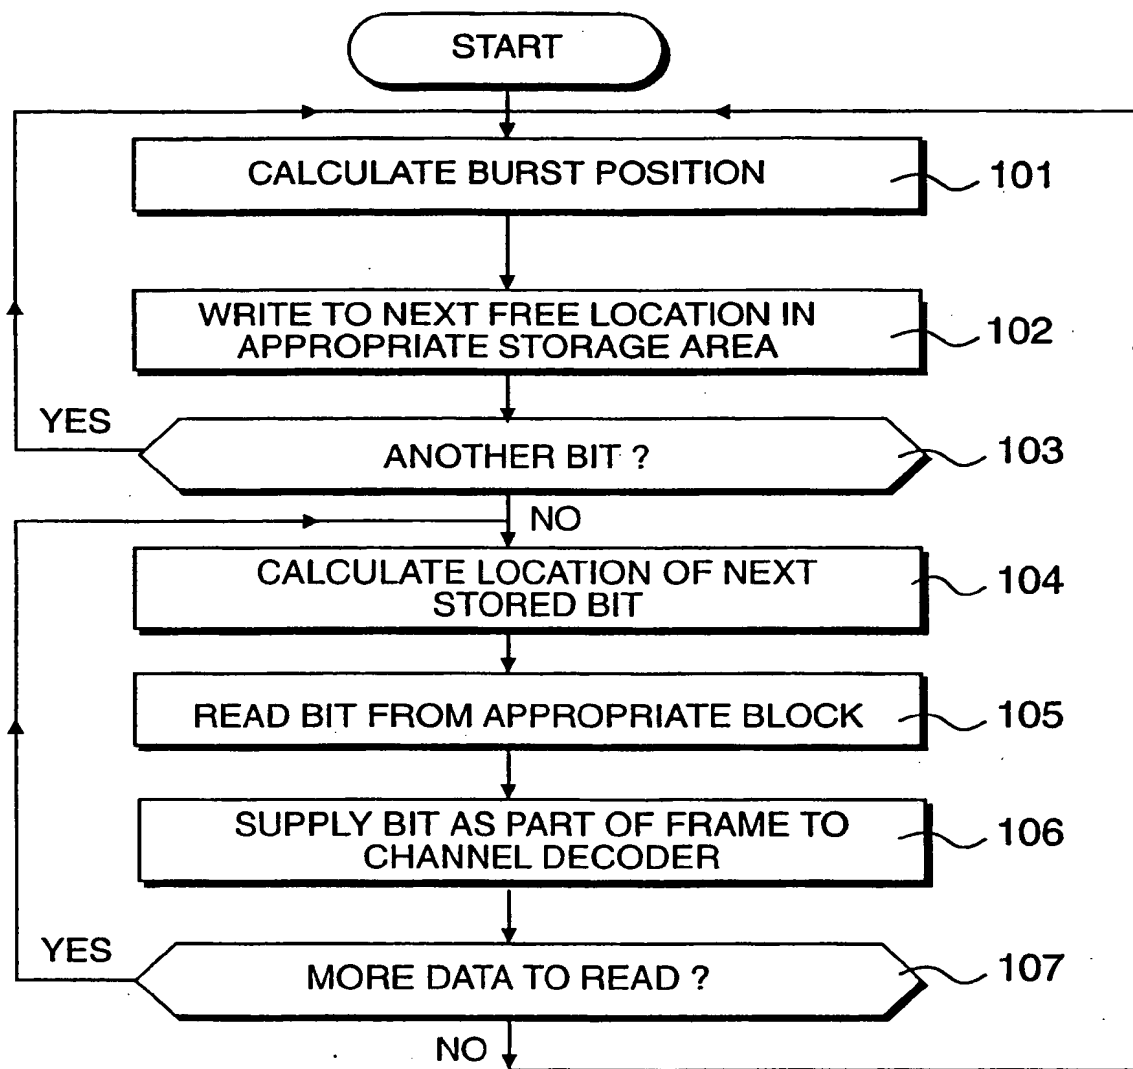 START
CALCULATE BURST POSITION
101
WRITE TO NEXT FREE LOCATION IN
APPROPRIATE STORAGE AREA
102
YES
ANOTHER BIT ?
103
NO
CALCULATE LOCATION OF NEXT
STORED BIT
104
READ BIT FROM APPROPRIATE BLOCK
105
SUPPLY BIT AS PART OF FRAME TO
CHANNEL DECODER
106
YES
MORE DATA TO READ ?
107
NO